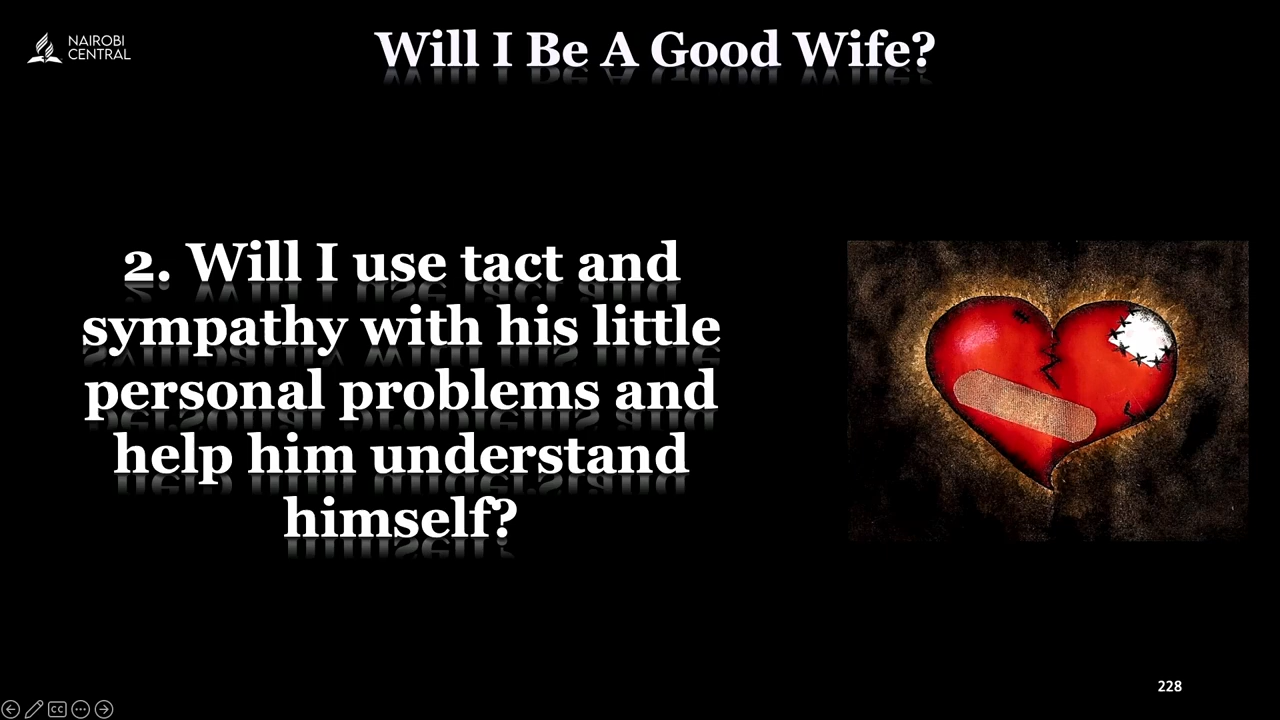 NAIROBI
CENTRAL
Will I Be A Good Wife?
2. Will I use tact and
sympathy with his little
personal problems and
help him understand
himself?
228
CC